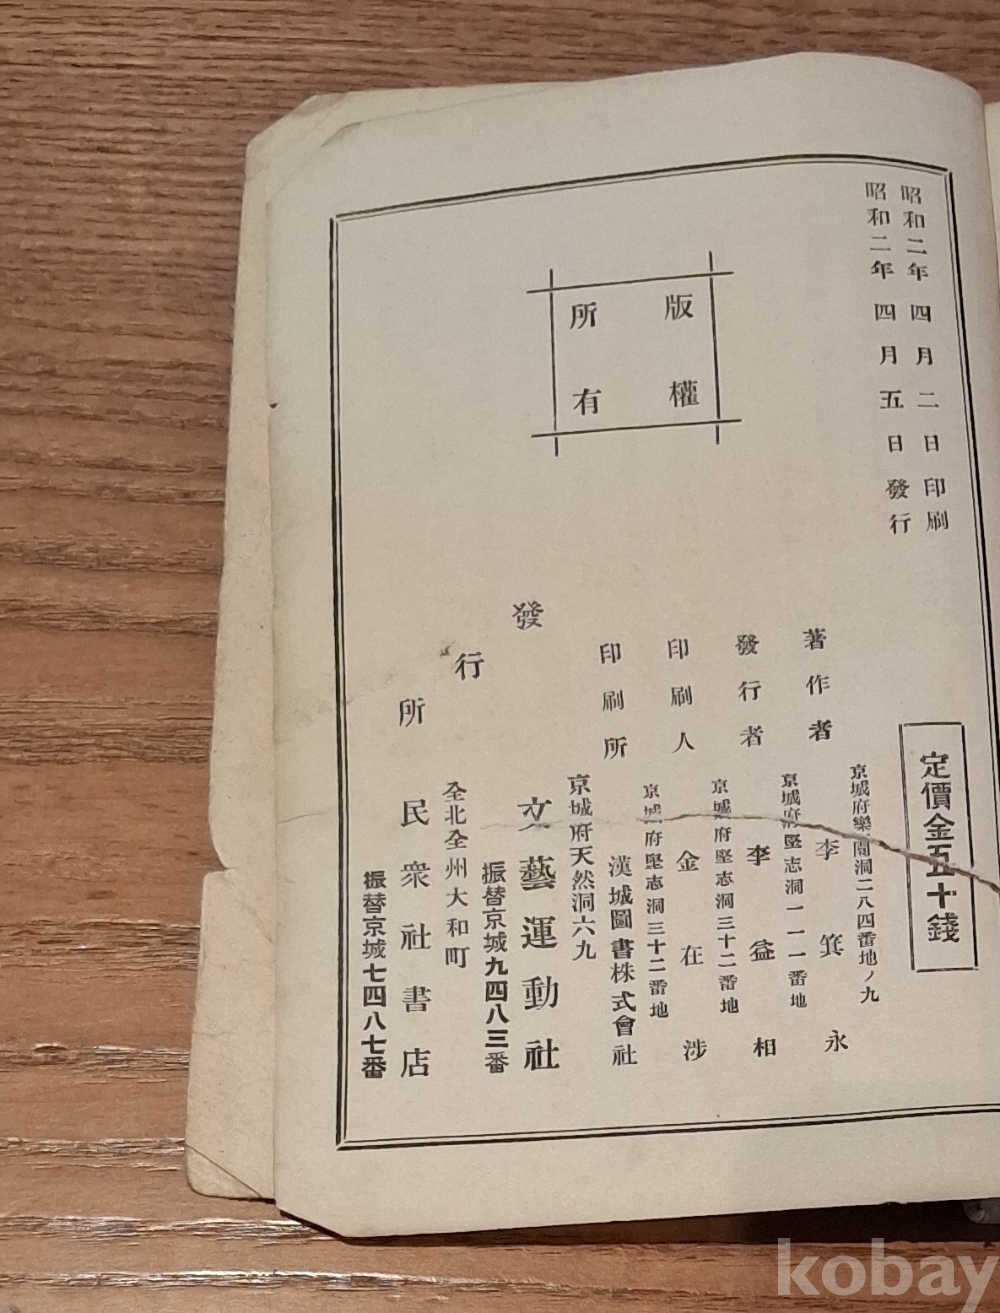 昭和二年四月二日印刷
昭和二年四月五日發行
版權
所有
定價金五十錢
京城府樂園洞二八四番地ノ九
著作者 李箕永
京城府堅志洞一一一番地
發行者 李益相
京城府堅志洞三十二番地
印刷人 金在涉
京城府堅志洞三十二番地
印刷所 漢城圖書株式會社
京城府天然洞六九
發行所
文藝運動社
振替京城九四八三番
全北全州大和町
民衆社書店
振替京城七四八七番
kobay